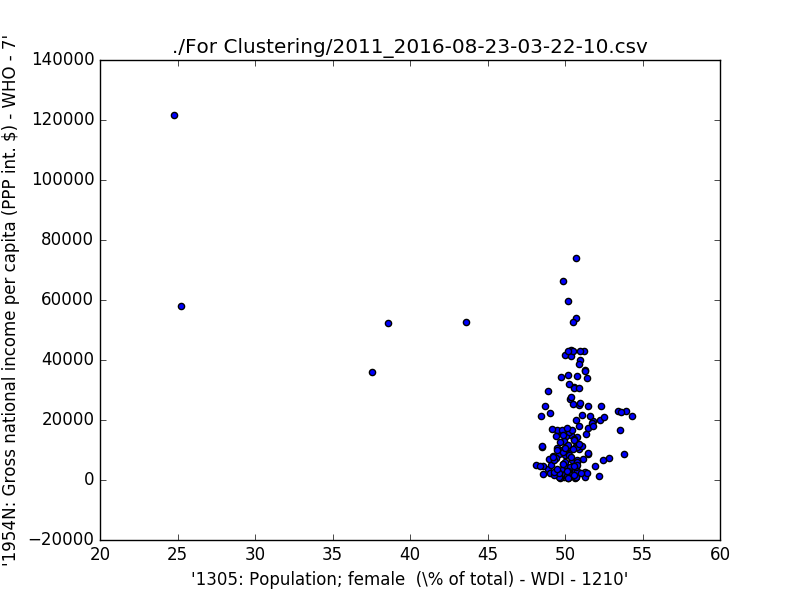 ./For Clustering/2011_2016-08-23-03-22-10.csv
'1954N: Gross national income per capita (PPP int. $) - WHO - 7'
140000
120000
100000
80000
60000
40000
20000
0
−20000
20 25 30 35 40 45 50 55 60
'1305: Population; female  (\% of total) - WDI - 1210'